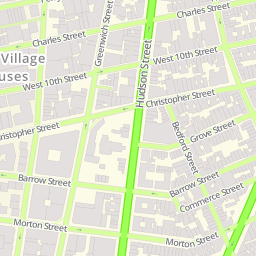 Charles Street
Charles Street
Greenwich Street
Hudson Street
Village
uses
West 10th Street
West 10th Street
Christopher Street
hristopher Street
Bedford Street
Grove Street
Barrow Street
Barrow Street
Commerce Street
Morton Street
Morton Street